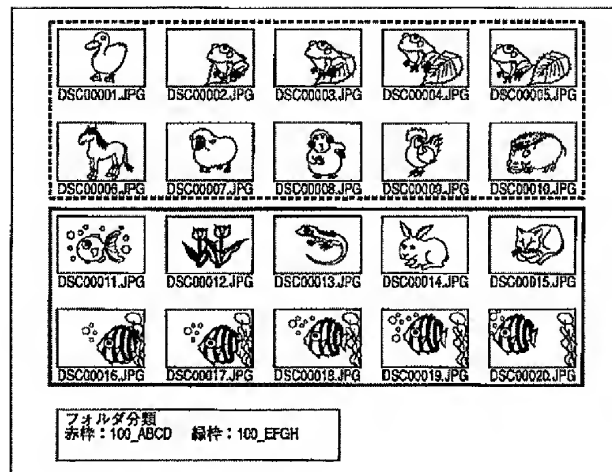 DSC00001.JPG DSC00002.JPG DSC00003.JPG DSC00004.JPG DSC00005.JPG
DSC00006.JPG DSC00007.JPG DSC00008.JPG DSC00009.JPG DSC00010.JPG
DSC00011.JPG DSC00012.JPG DSC00013.JPG DSC00014.JPG DSC00015.JPG
DSC00016.JPG DSC00017.JPG DSC00018.JPG DSC00019.JPG DSC00020.JPG
フォルダ分類
赤枠：100_ABCD 緑枠：100_EFGH